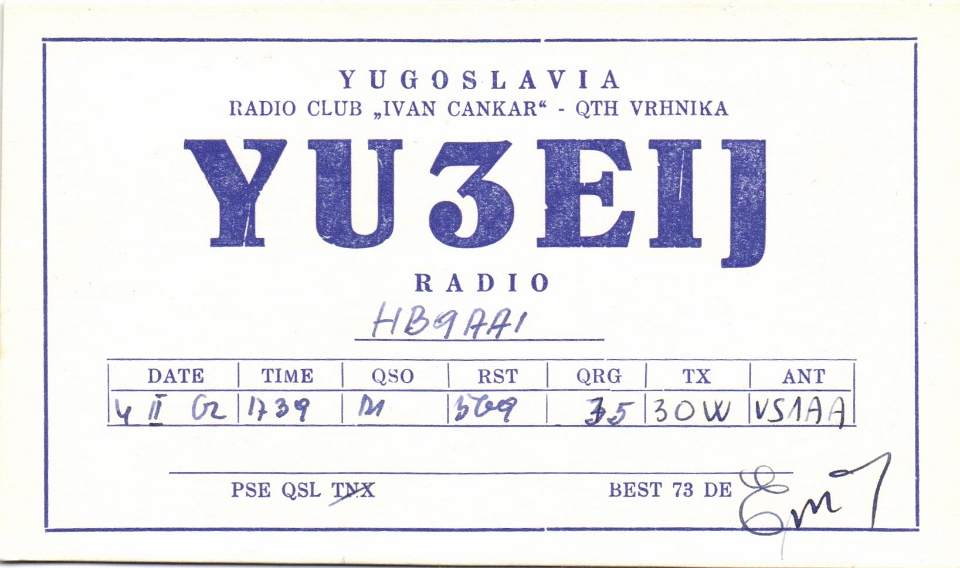 YUGOSLAVIA
RADIO CLUB „IVAN CANKAR“ - QTH VRHNIKA
YU3EIJ
RADIO
HB9AA1
DATE TIME QSO RST QRG TX ANT
4 II 62 1739 569 3,5 30W VS1AA
PSE QSL TNX BEST 73 DE